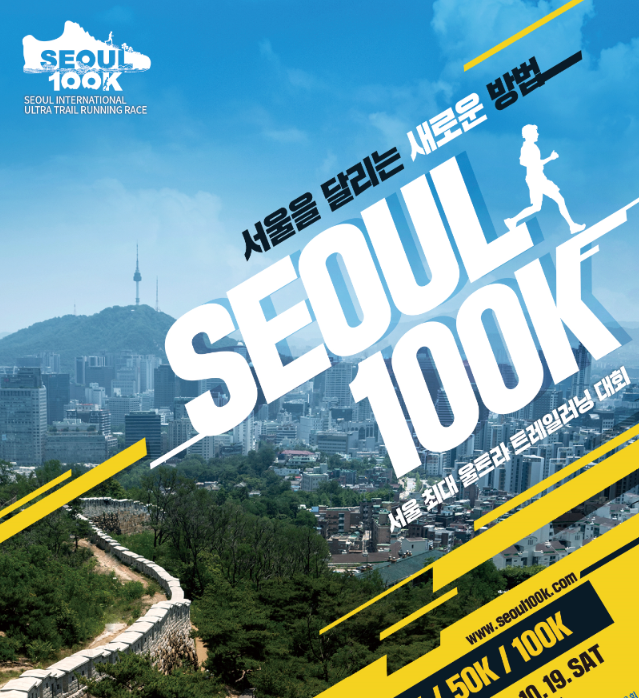 SEOUL
100K
SEOUL INTERNATIONAL
ULTRA TRAIL RUNNING RACE
서울을 달리는 새로운 방법
SEOUL
100K
서울 최대 울트라 트레일러닝 대회
www.seoul100k.com
/ 50K / 100K
10.19. SAT